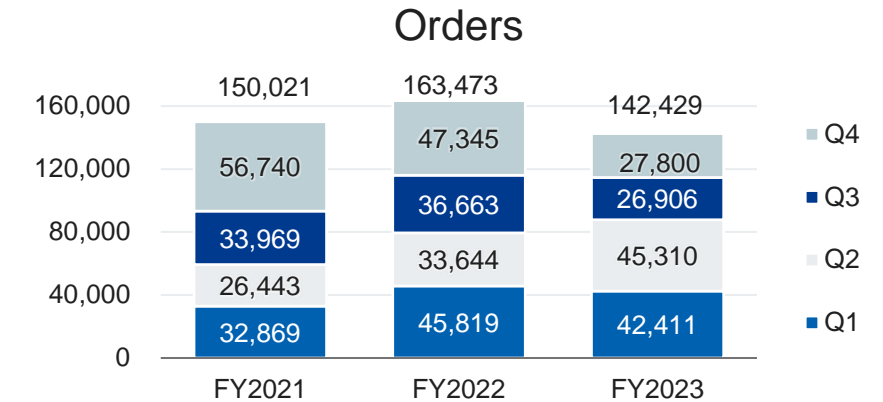 Orders
150,021
163,473
142,429
160,000
120,000
80,000
40,000
0
56,740
47,345
27,800
33,969
36,663
26,906
26,443
33,644
45,310
32,869
45,819
42,411
FY2021
FY2022
FY2023
Q4
Q3
Q2
Q1